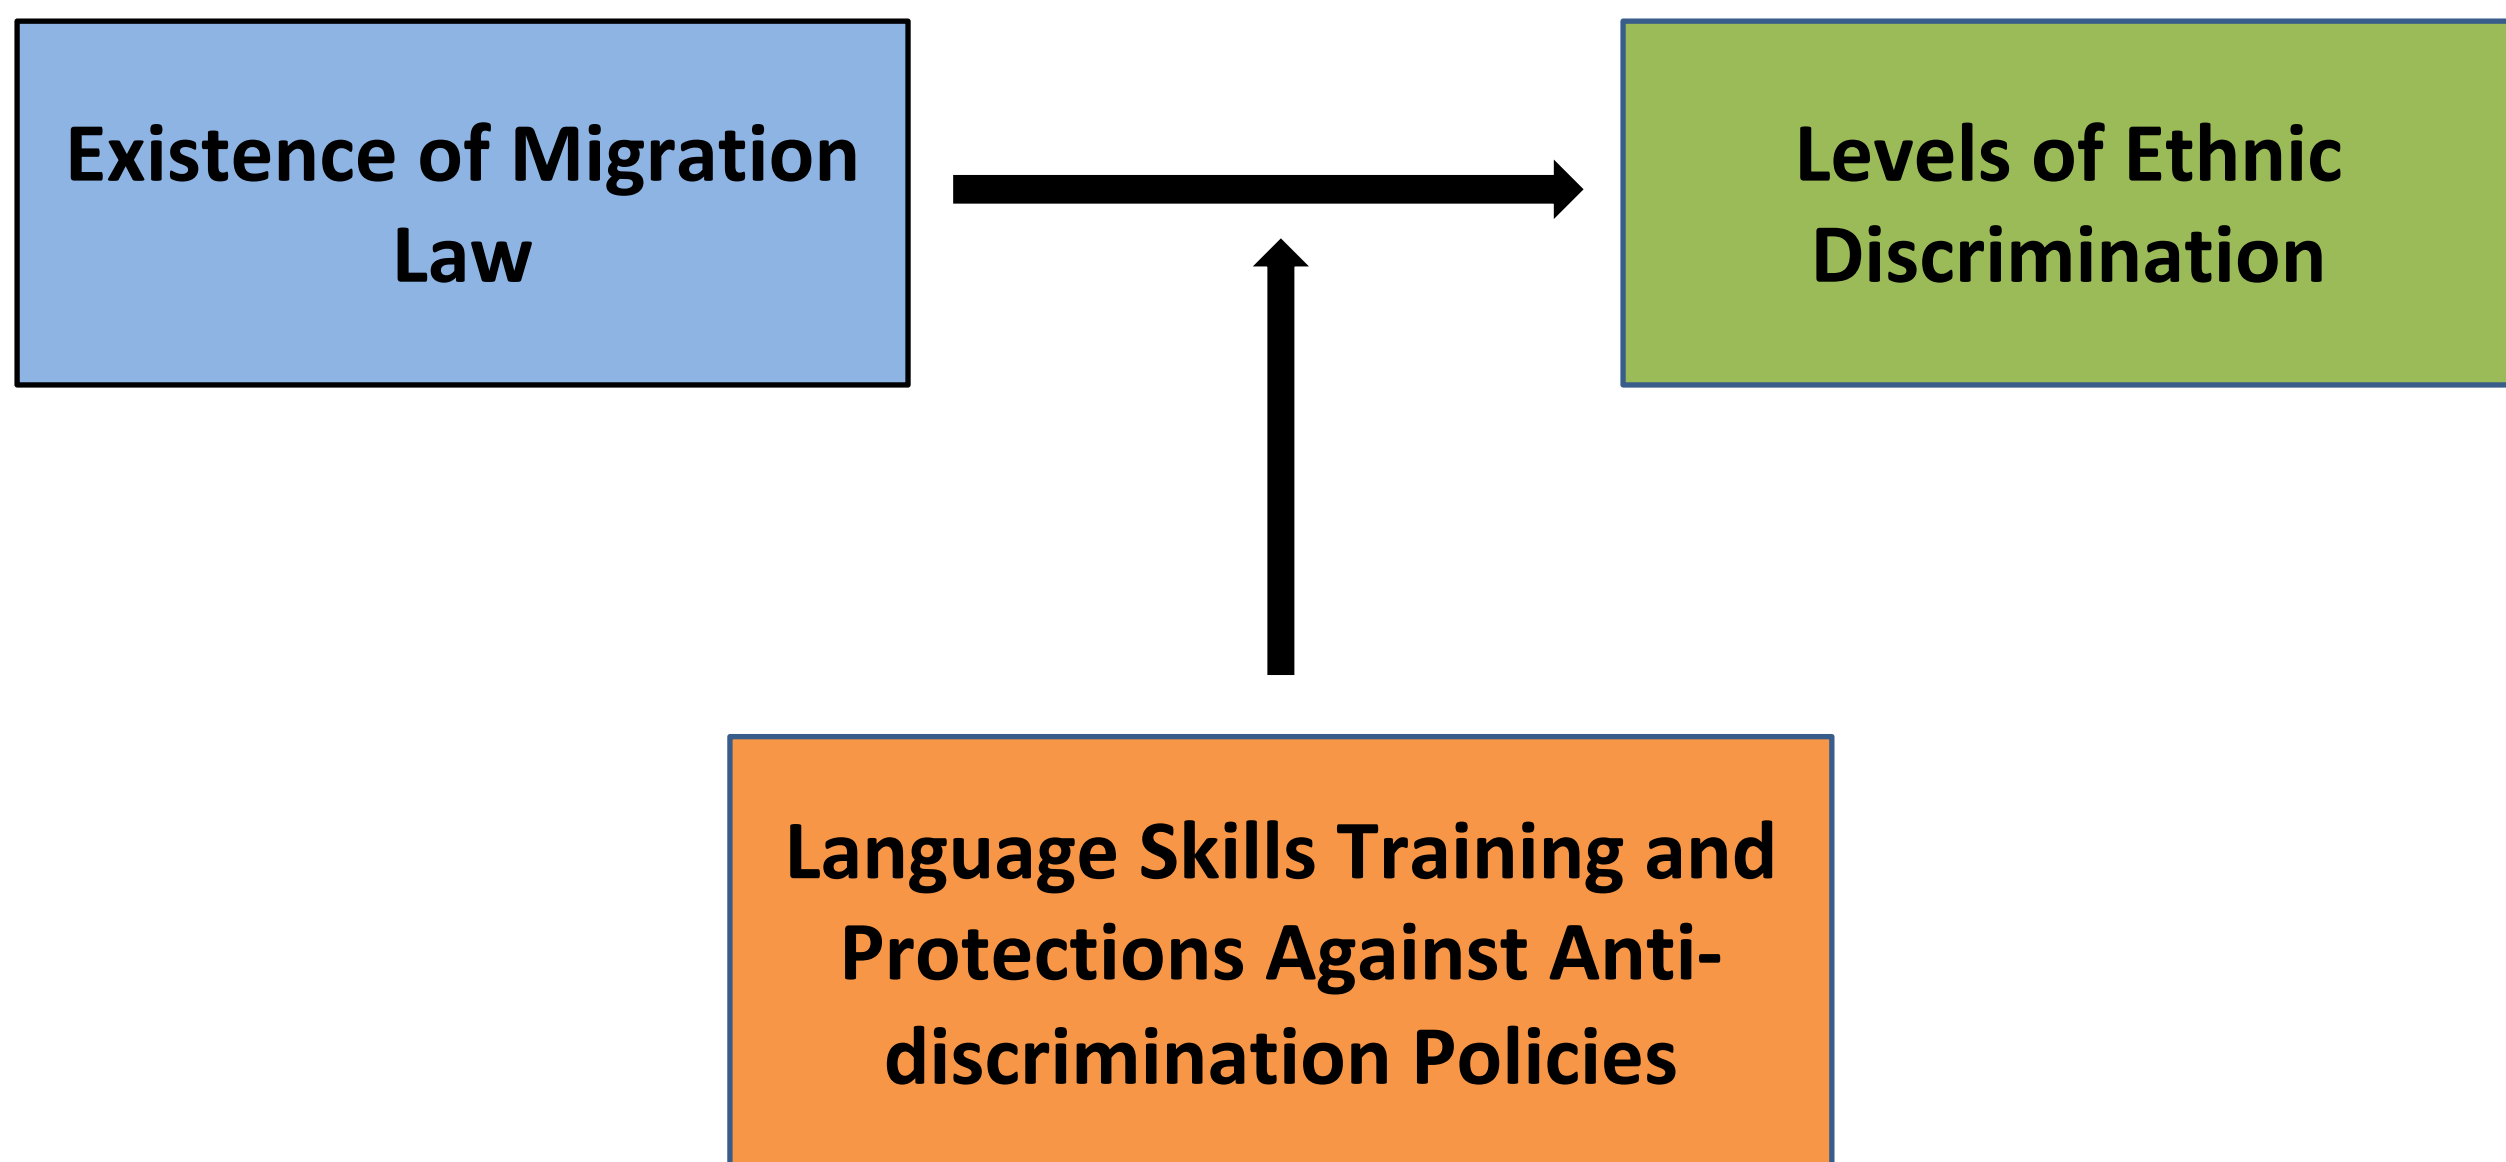 Existence of Migration
Law
Levels of Ethnic
Discrimination
Language Skills Training and
Protections Against Anti-
discrimination Policies